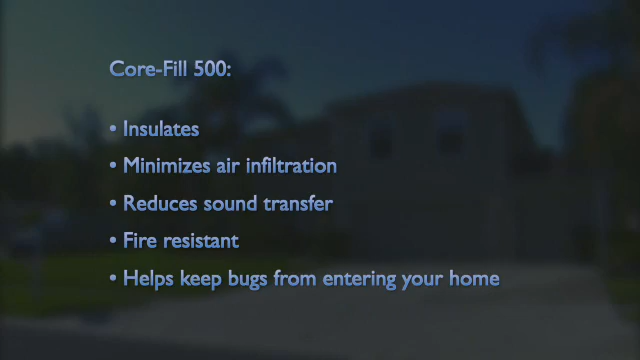 Core-Fill 500:
• Insulates
• Minimizes air infiltration
• Reduces sound transfer
• Fire resistant
• Helps keep bugs from entering your home